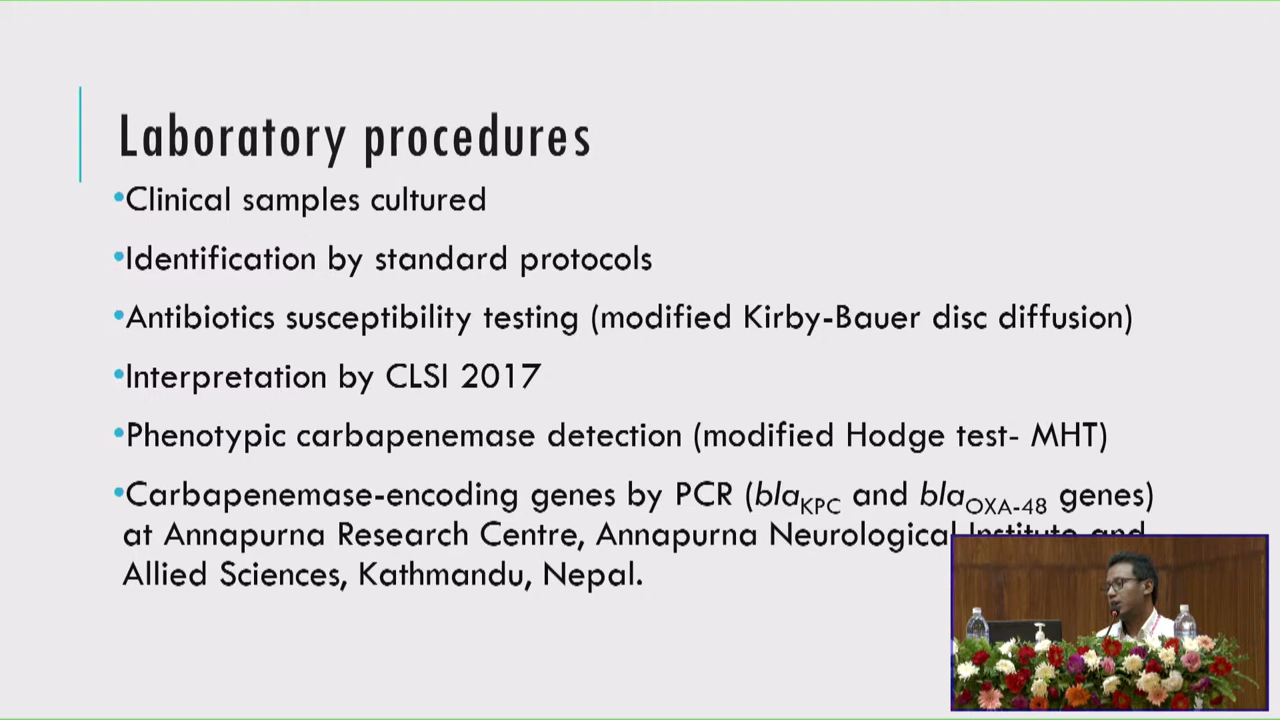 Laboratory procedures
•Clinical samples cultured
•Identification by standard protocols
•Antibiotics susceptibility testing (modified Kirby-Bauer disc diffusion)
•Interpretation by CLSI 2017
•Phenotypic carbapenemase detection (modified Hodge test- MHT)
•Carbapenemase-encoding genes by PCR (blaKPC and blaOXA-48 genes)
at Annapurna Research Centre, Annapurna Neurological Institute and
Allied Sciences, Kathmandu, Nepal.